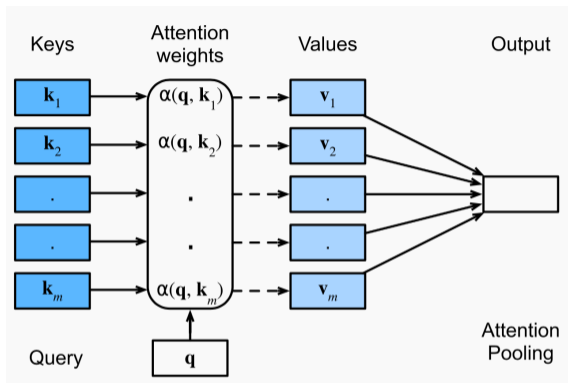 Keys
Attention
weights
Values
Output
k₁
α(q, k₁)
v₁
k₂
α(q, k₂)
v₂
. . .
. . .
kₘ
α(q, kₘ)
vₘ
Query
q
Attention
Pooling